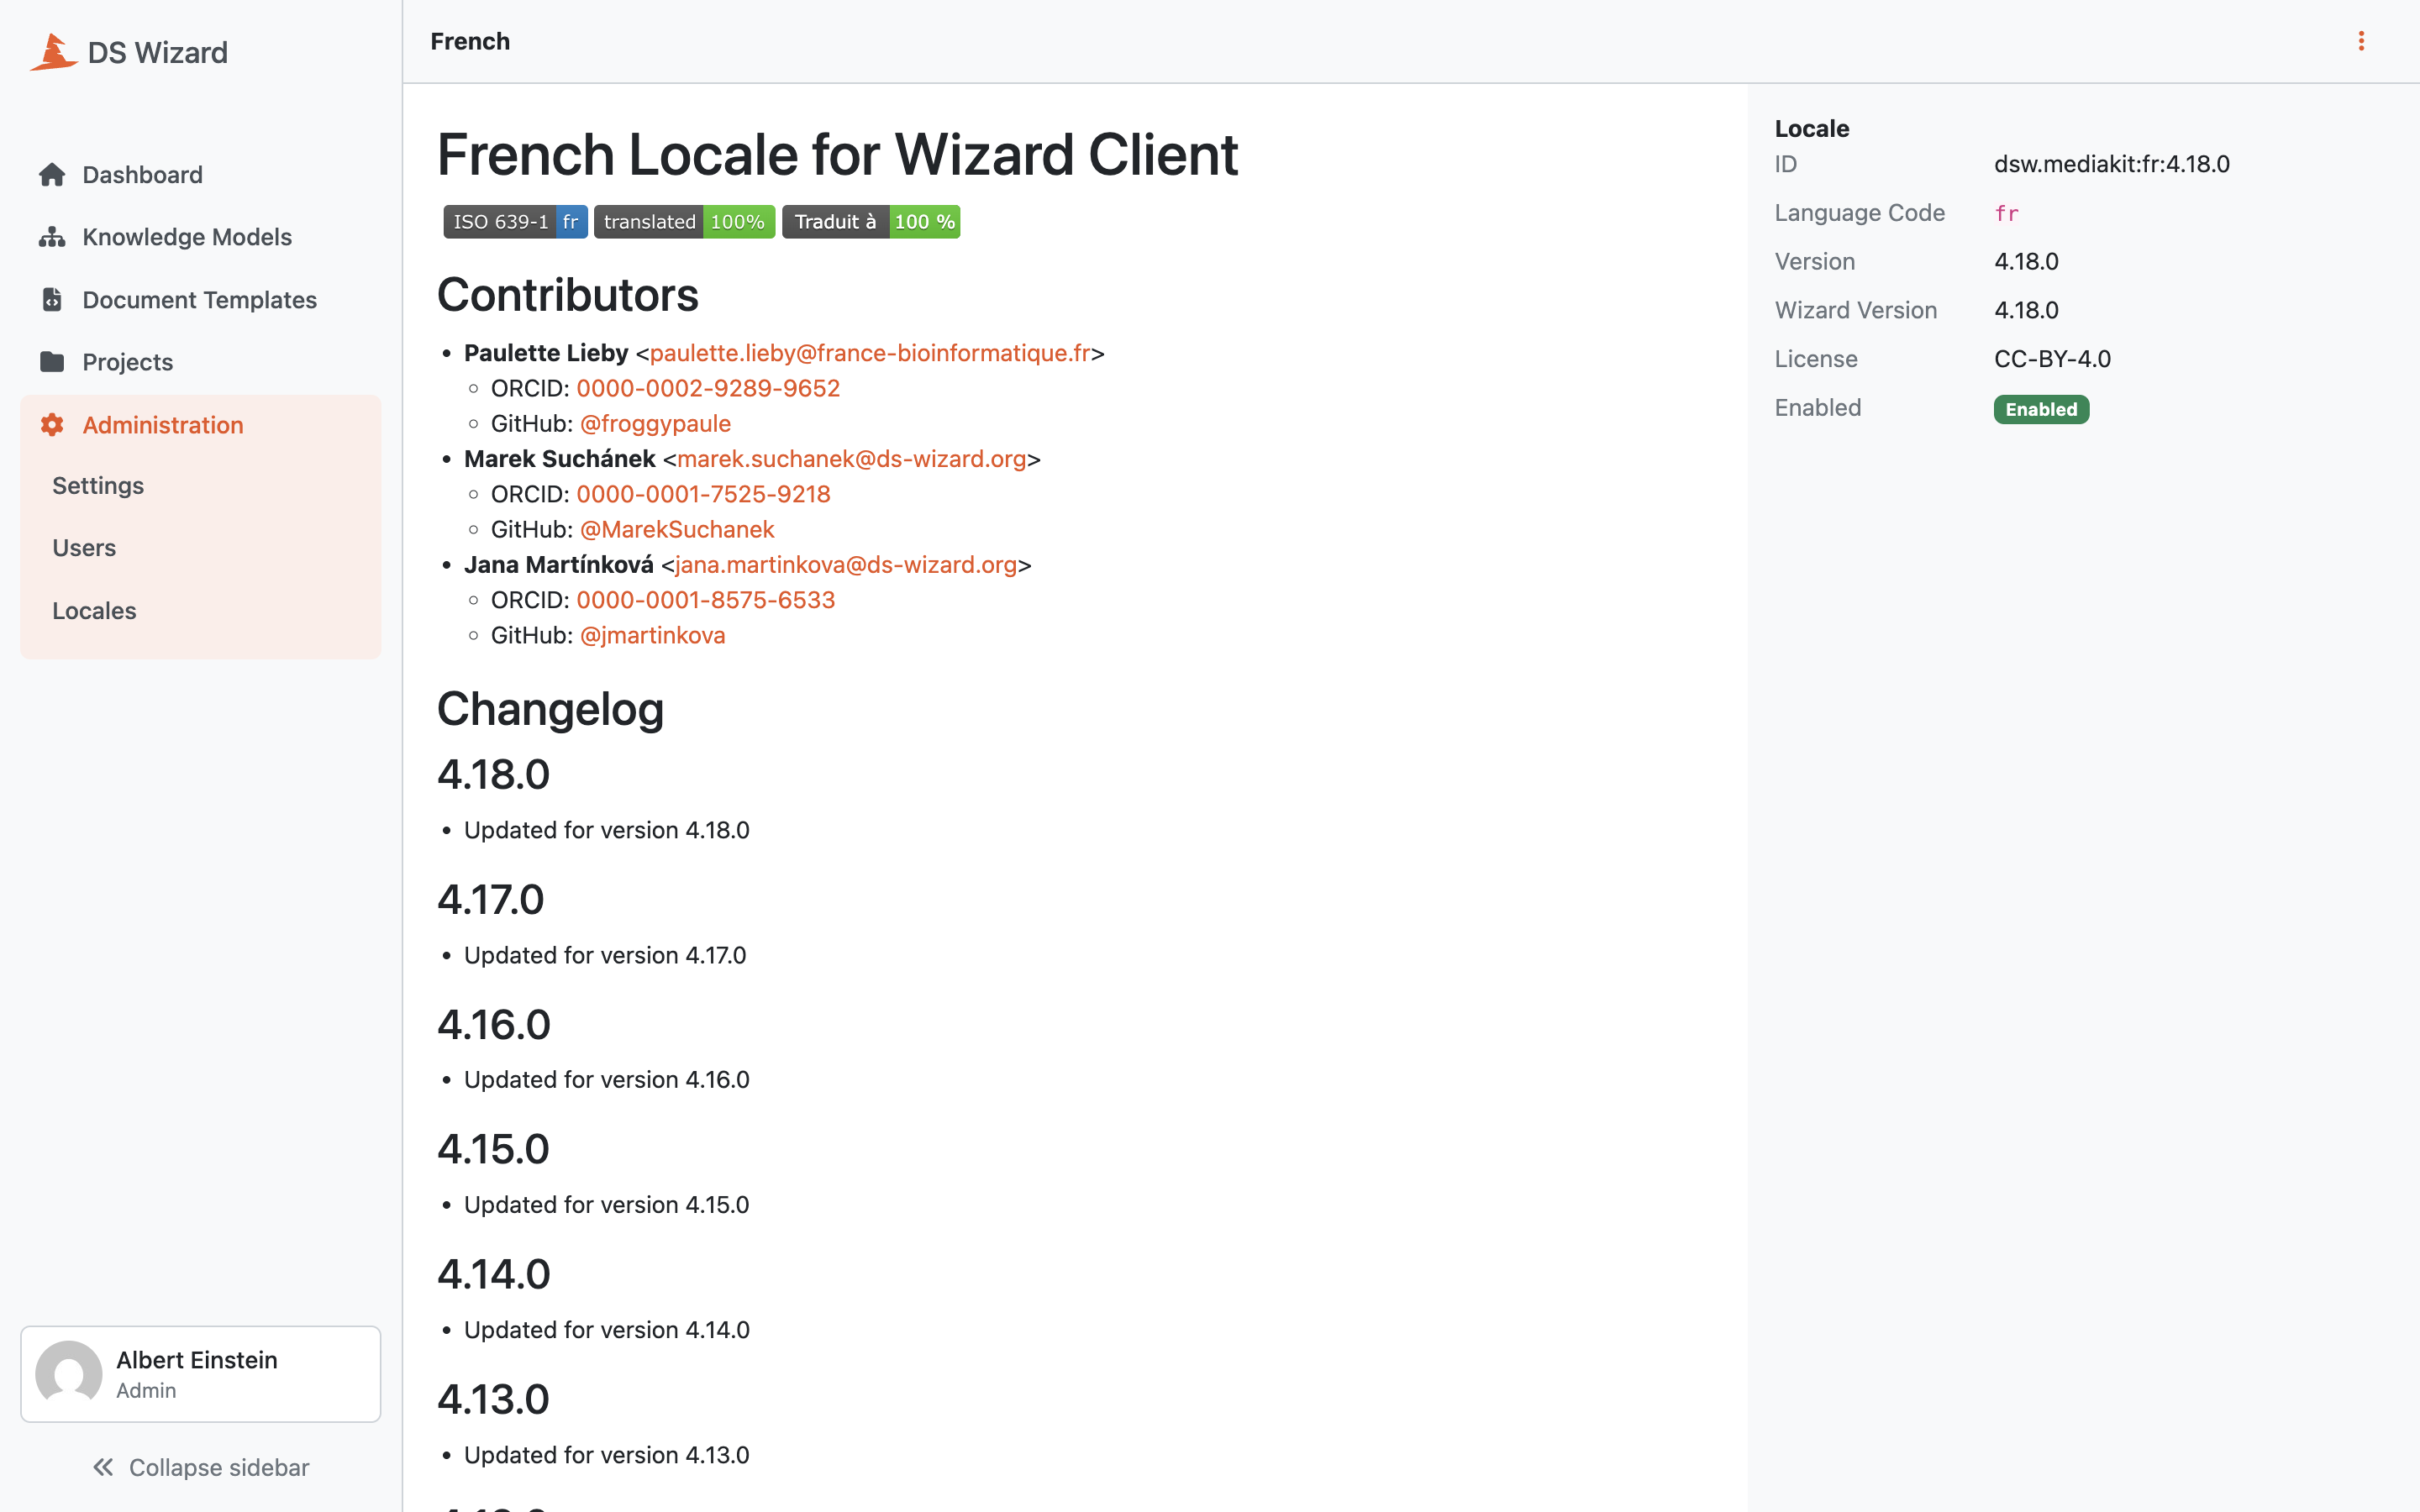 DS Wizard
Dashboard
Knowledge Models
Document Templates
Projects
Administration
Settings
Users
Locales
Albert Einstein
Admin
Collapse sidebar
French
French Locale for Wizard Client
ISO 639-1 fr translated 100% Traduit à 100 %
Contributors
Paulette Lieby <paulette.lieby@france-bioinformatique.fr>
ORCID: 0000-0002-9289-9652
GitHub: @froggypaule
Marek Suchánek <marek.suchanek@ds-wizard.org>
ORCID: 0000-0001-7525-9218
GitHub: @MarekSuchanek
Jana Martínková <jana.martinkova@ds-wizard.org>
ORCID: 0000-0001-8575-6533
GitHub: @jmartinkova
Changelog
4.18.0
Updated for version 4.18.0
4.17.0
Updated for version 4.17.0
4.16.0
Updated for version 4.16.0
4.15.0
Updated for version 4.15.0
4.14.0
Updated for version 4.14.0
4.13.0
Updated for version 4.13.0
Locale
ID dsw.mediakit:fr:4.18.0
Language Code fr
Version 4.18.0
Wizard Version 4.18.0
License CC-BY-4.0
Enabled Enabled